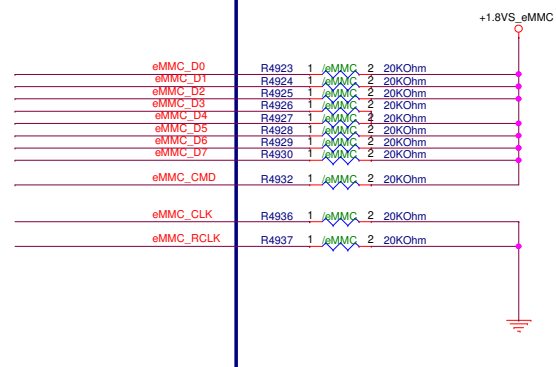 +1.8VS_eMMC
eMMC_D0 R4923 1 /eMMC 2 20KOhm
eMMC_D1 R4924 1 /eMMC 2 20KOhm
eMMC_D2 R4925 1 /eMMC 2 20KOhm
eMMC_D3 R4926 1 /eMMC 2 20KOhm
eMMC_D4 R4927 1 /eMMC 2 20KOhm
eMMC_D5 R4928 1 /eMMC 2 20KOhm
eMMC_D6 R4929 1 /eMMC 2 20KOhm
eMMC_D7 R4930 1 /eMMC 2 20KOhm
eMMC_CMD R4932 1 /eMMC 2 20KOhm
eMMC_CLK R4936 1 /eMMC 2 20KOhm
eMMC_RCLK R4937 1 /eMMC 2 20KOhm